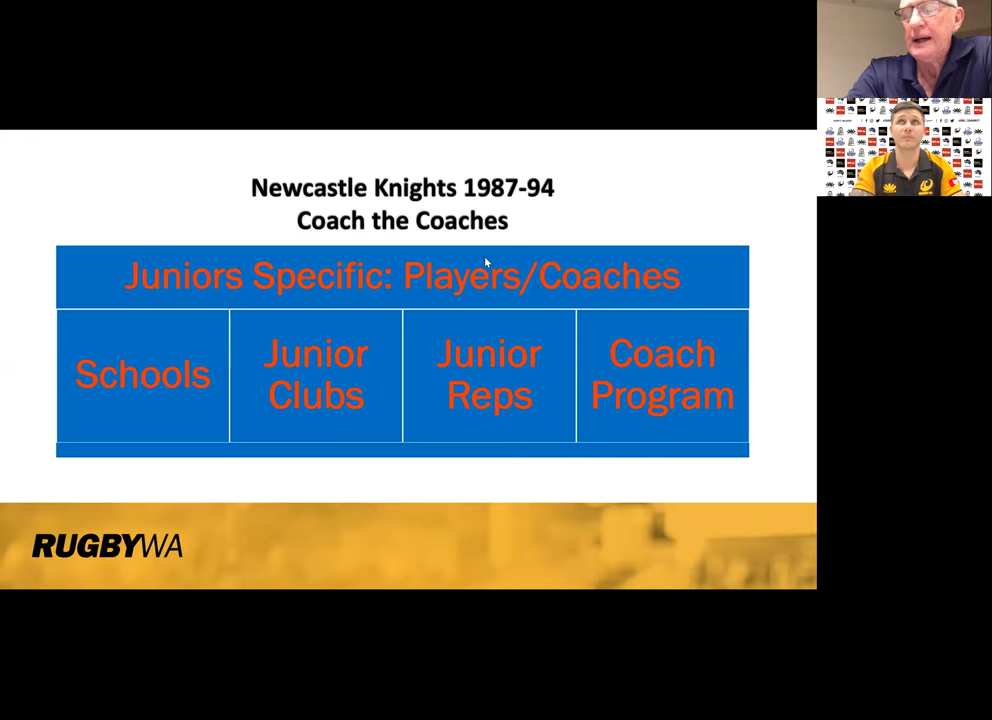 Newcastle Knights 1987-94
Coach the Coaches
Juniors Specific: Players/Coaches
Schools
Junior
Clubs
Junior
Reps
Coach
Program
RUGBYWA